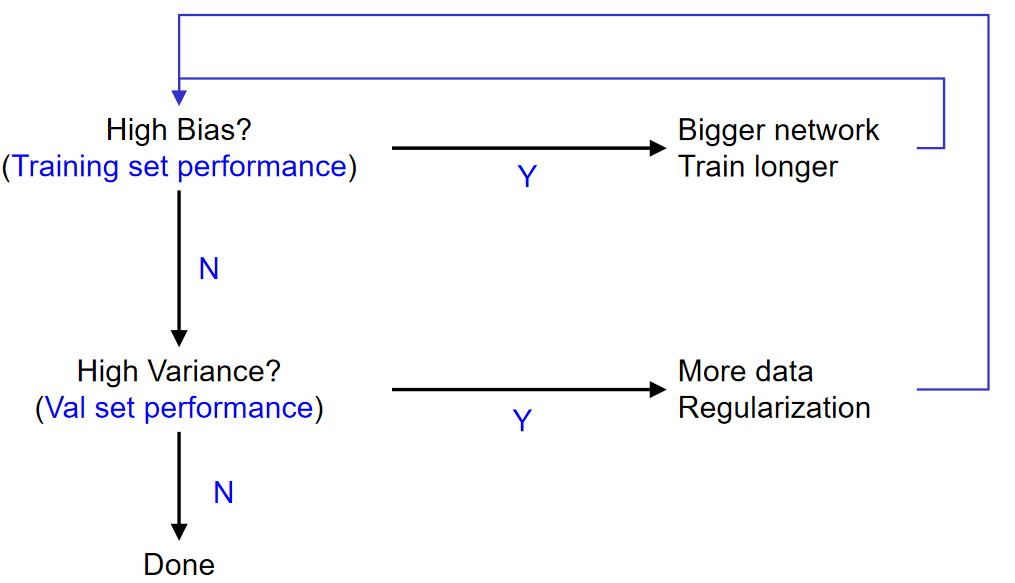 High Bias?
(Training set performance)
Y
Bigger network
Train longer
N
High Variance?
(Val set performance)
Y
More data
Regularization
N
Done